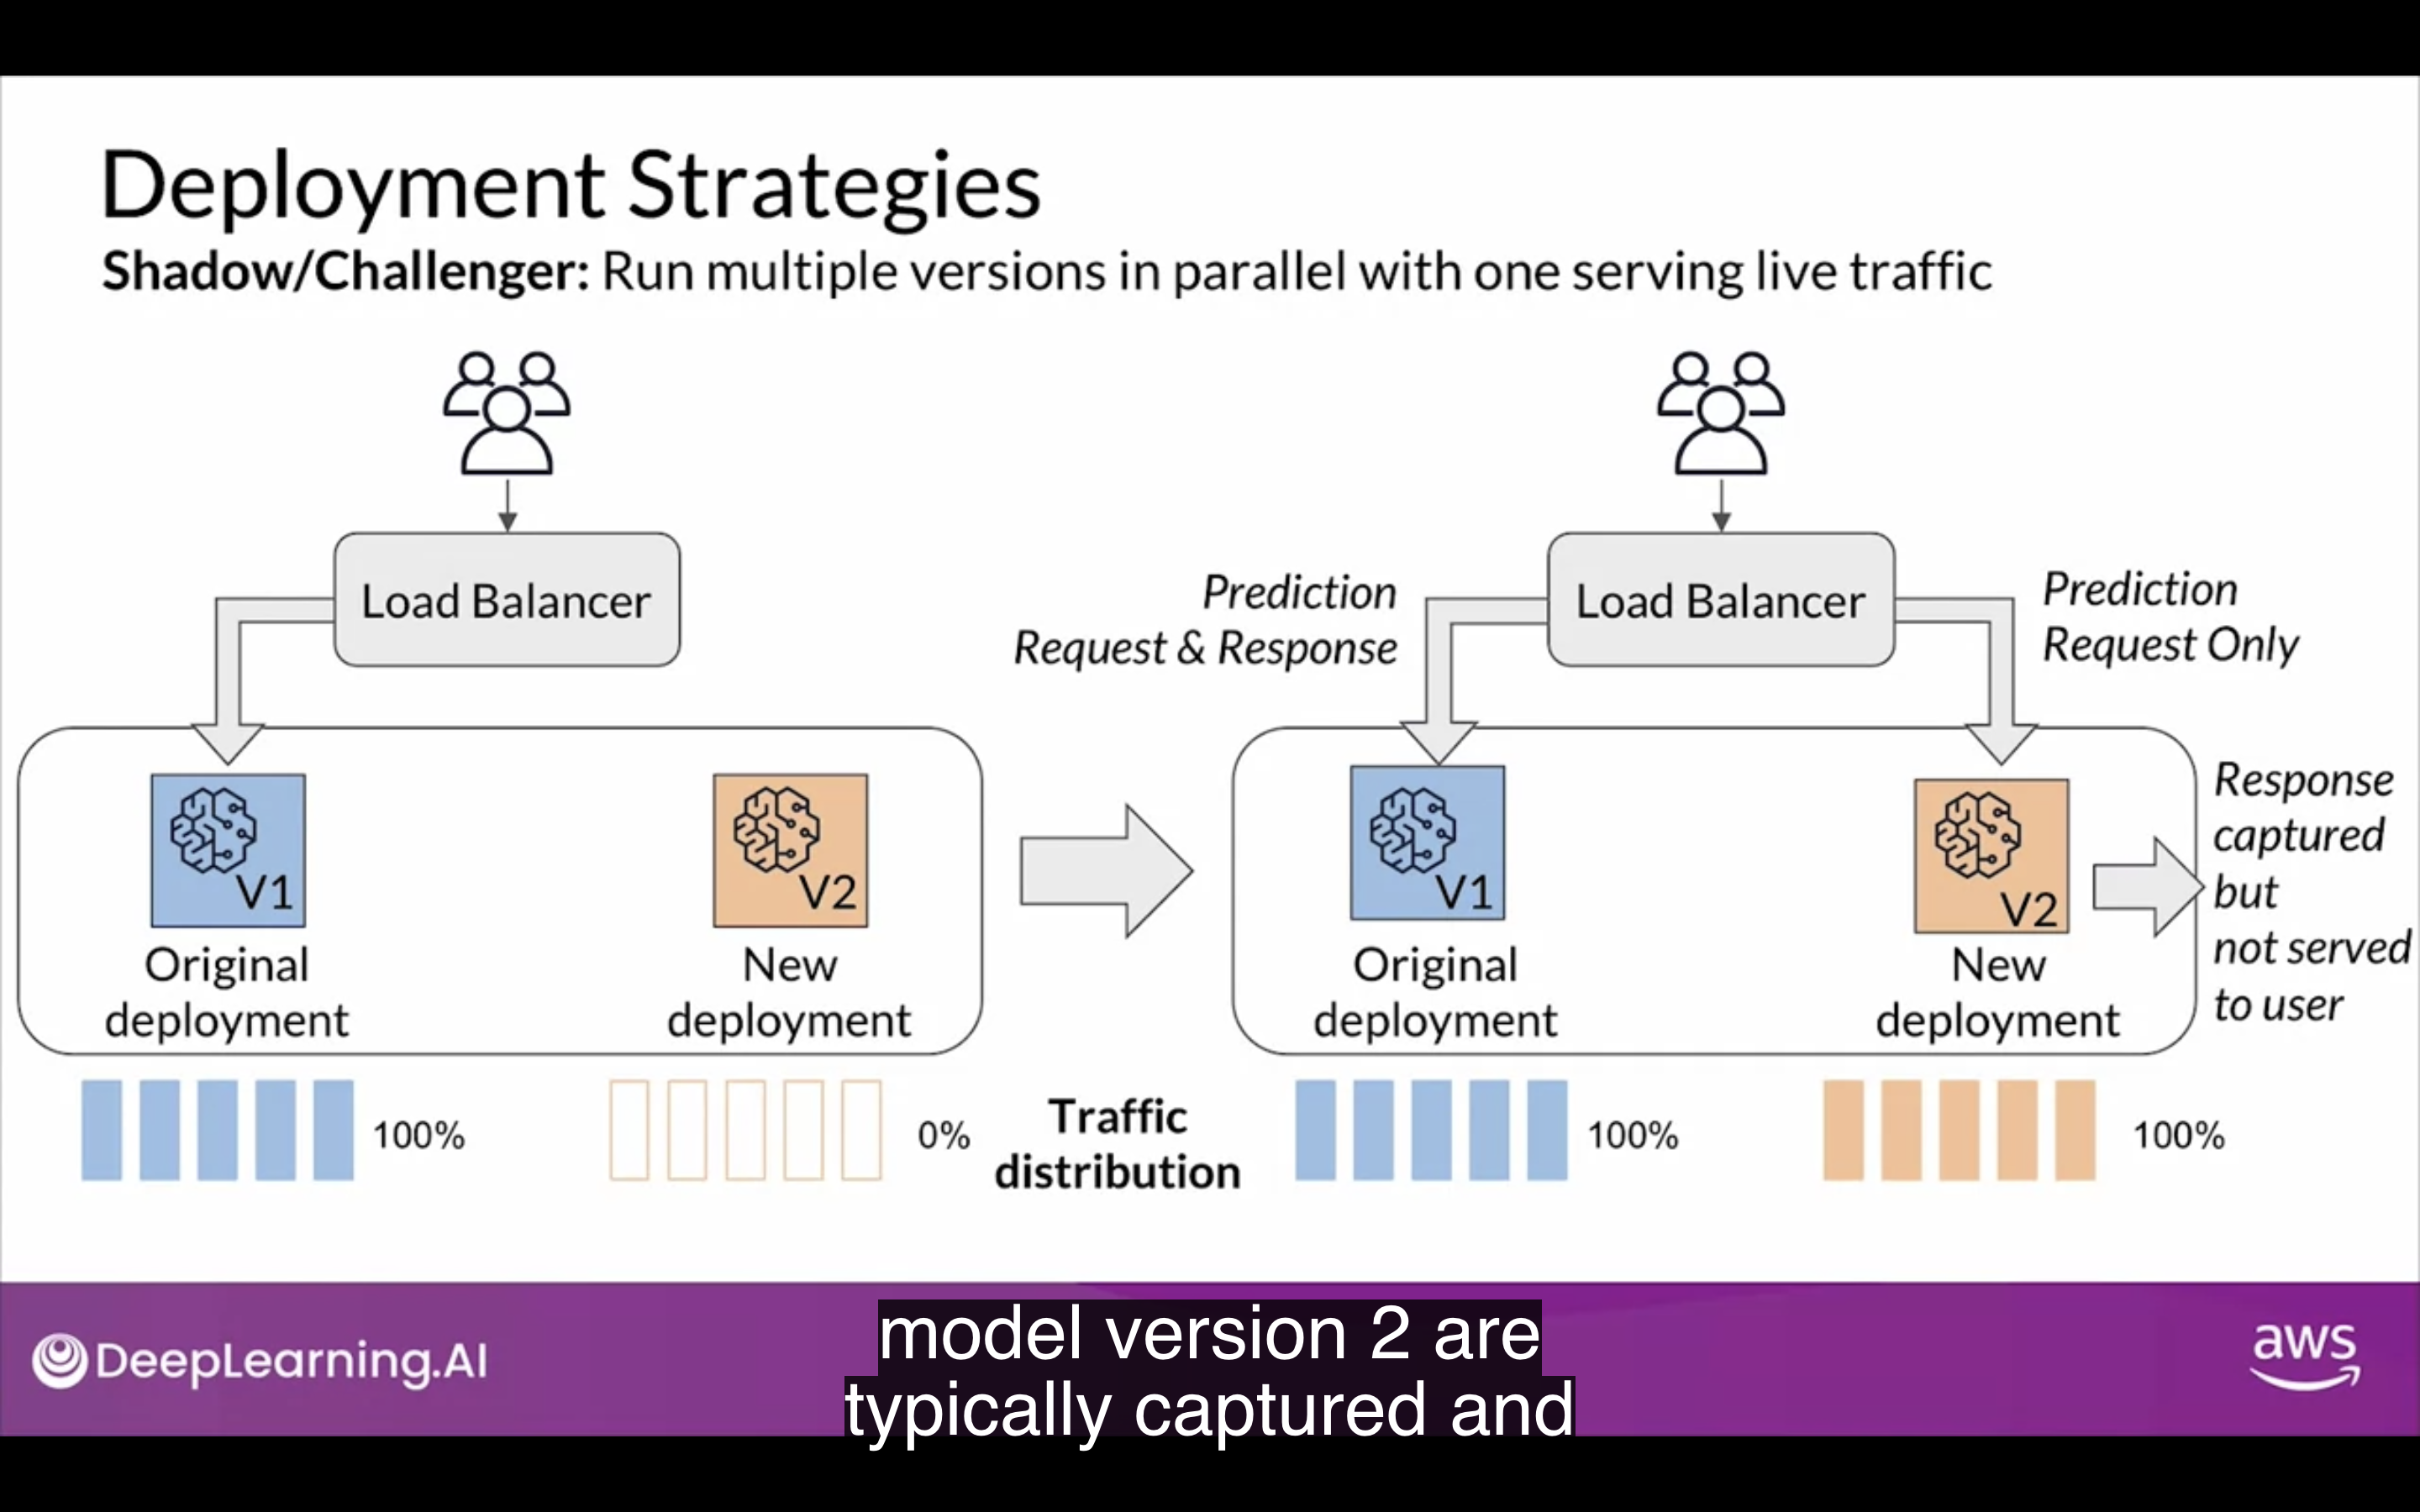 Deployment Strategies
Shadow/Challenger: Run multiple versions in parallel with one serving live traffic
Load Balancer
V1
Original
deployment
V2
New
deployment
100%
0%
Traffic
distribution
Prediction
Request & Response
Load Balancer
Prediction
Request Only
V1
Original
deployment
V2
New
deployment
Response
captured
but
not served
to user
100%
100%
DeepLearning.AI
model version 2 are
typically captured and
aws